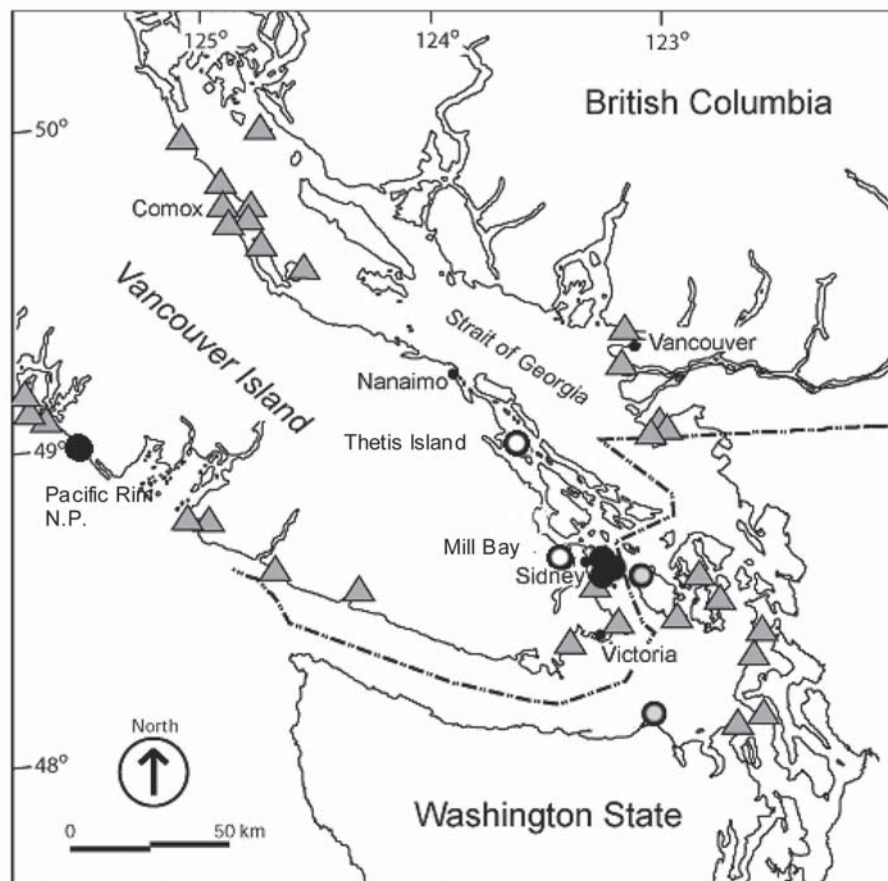 125°
124°
123°
50°
British Columbia
Comox
Vancouver Island
Strait of Georgia
Vancouver
Nanaimo
Thetis Island
49°
Pacific Rim
N.P.
Mill Bay
Sidney
Victoria
North
48°
Washington State
0 50 km